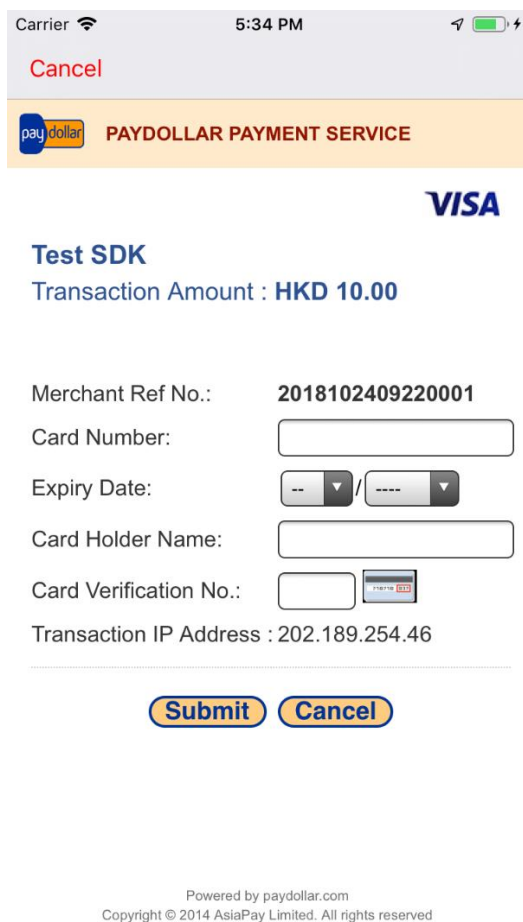 Carrier 5:34 PM
Cancel
paydollar PAYDOLLAR PAYMENT SERVICE
VISA
Test SDK
Transaction Amount : HKD 10.00
Merchant Ref No.: 2018102409220001
Card Number:
Expiry Date: -- / ----
Card Holder Name:
Card Verification No.:
Transaction IP Address : 202.189.254.46
Submit Cancel
Powered by paydollar.com
Copyright © 2014 AsiaPay Limited. All rights reserved